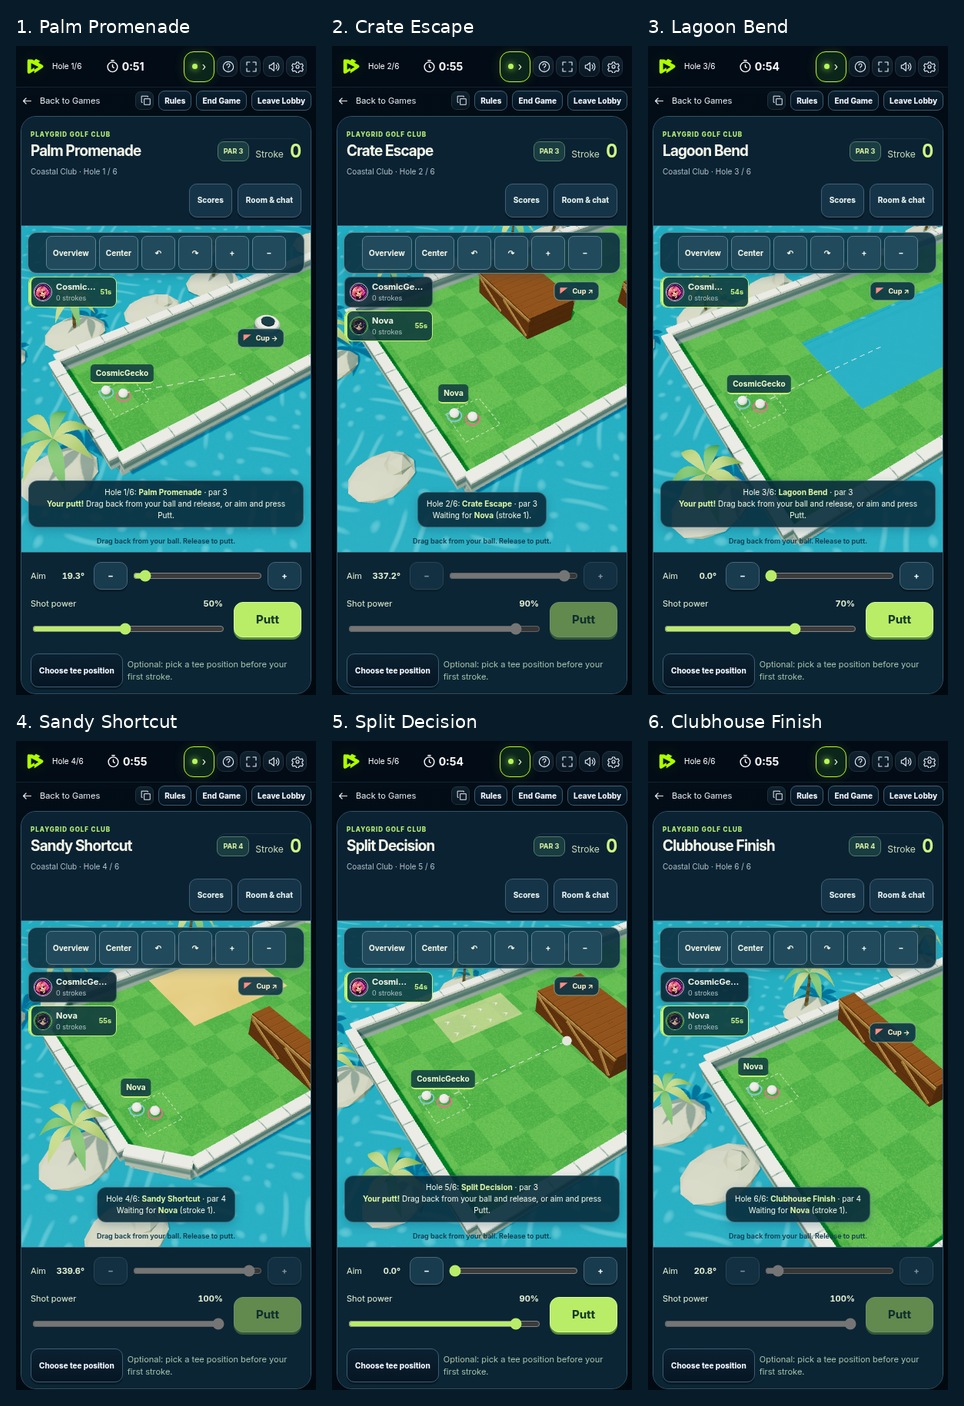 1. Palm Promenade
Hole 1/6
0:51
Back to Games
Rules
End Game
Leave Lobby
PLAYGRID GOLF CLUB
Palm Promenade
PAR 3
Stroke 0
Coastal Club · Hole 1 / 6
Scores
Room & chat
Overview
Center
Cosmic... 51s
0 strokes
Cup →
CosmicGecko
Hole 1/6: Palm Promenade · par 3
Your putt! Drag back from your ball and release, or aim and press
Putt.
Drag back from your ball. Release to putt.
Aim 19.3° − +
Shot power 50%
Putt
Choose tee position
Optional: pick a tee position before your
first stroke.
2. Crate Escape
Hole 2/6
0:55
Back to Games
Rules
End Game
Leave Lobby
PLAYGRID GOLF CLUB
Crate Escape
PAR 3
Stroke 0
Coastal Club · Hole 2 / 6
Scores
Room & chat
Overview
Center
CosmicGe...
0 strokes
Nova 55s
0 strokes
Cup ↗
Nova
Hole 2/6: Crate Escape · par 3
Waiting for Nova (stroke 1).
Drag back from your ball. Release to putt.
Aim 337.2° − +
Shot power 90%
Putt
Choose tee position
Optional: pick a tee position before your
first stroke.
3. Lagoon Bend
Hole 3/6
0:54
Back to Games
Rules
End Game
Leave Lobby
PLAYGRID GOLF CLUB
Lagoon Bend
PAR 3
Stroke 0
Coastal Club · Hole 3 / 6
Scores
Room & chat
Overview
Center
Cosmi... 54s
0 strokes
Cup ↗
CosmicGecko
Hole 3/6: Lagoon Bend · par 3
Your putt! Drag back from your ball and release, or aim and press
Putt.
Drag back from your ball. Release to putt.
Aim 0.0° − +
Shot power 70%
Putt
Choose tee position
Optional: pick a tee position before your
first stroke.
4. Sandy Shortcut
Hole 4/6
0:55
Back to Games
Rules
End Game
Leave Lobby
PLAYGRID GOLF CLUB
Sandy Shortcut
PAR 4
Stroke 0
Coastal Club · Hole 4 / 6
Scores
Room & chat
Overview
Center
CosmicGe...
0 strokes
Nova 55s
0 strokes
Cup ↗
Nova
Hole 4/6: Sandy Shortcut · par 4
Waiting for Nova (stroke 1).
Drag back from your ball. Release to putt.
Aim 339.6° − +
Shot power 100%
Putt
Choose tee position
Optional: pick a tee position before your
first stroke.
5. Split Decision
Hole 5/6
0:54
Back to Games
Rules
End Game
Leave Lobby
PLAYGRID GOLF CLUB
Split Decision
PAR 3
Stroke 0
Coastal Club · Hole 5 / 6
Scores
Room & chat
Overview
Center
Cosmi... 54s
0 strokes
Cup ↗
CosmicGecko
Hole 5/6: Split Decision · par 3
Your putt! Drag back from your ball and release, or aim and press
Putt.
Drag back from your ball. Release to putt.
Aim 0.0° − +
Shot power 90%
Putt
Choose tee position
Optional: pick a tee position before your
first stroke.
6. Clubhouse Finish
Hole 6/6
0:55
Back to Games
Rules
End Game
Leave Lobby
PLAYGRID GOLF CLUB
Clubhouse Finish
PAR 4
Stroke 0
Coastal Club · Hole 6 / 6
Scores
Room & chat
Overview
Center
CosmicGe...
0 strokes
Nova 55s
0 strokes
Cup →
Nova
Hole 6/6: Clubhouse Finish · par 4
Waiting for Nova (stroke 1).
Drag back from your ball. Release to putt.
Aim 20.8° − +
Shot power 100%
Putt
Choose tee position
Optional: pick a tee position before your
first stroke.